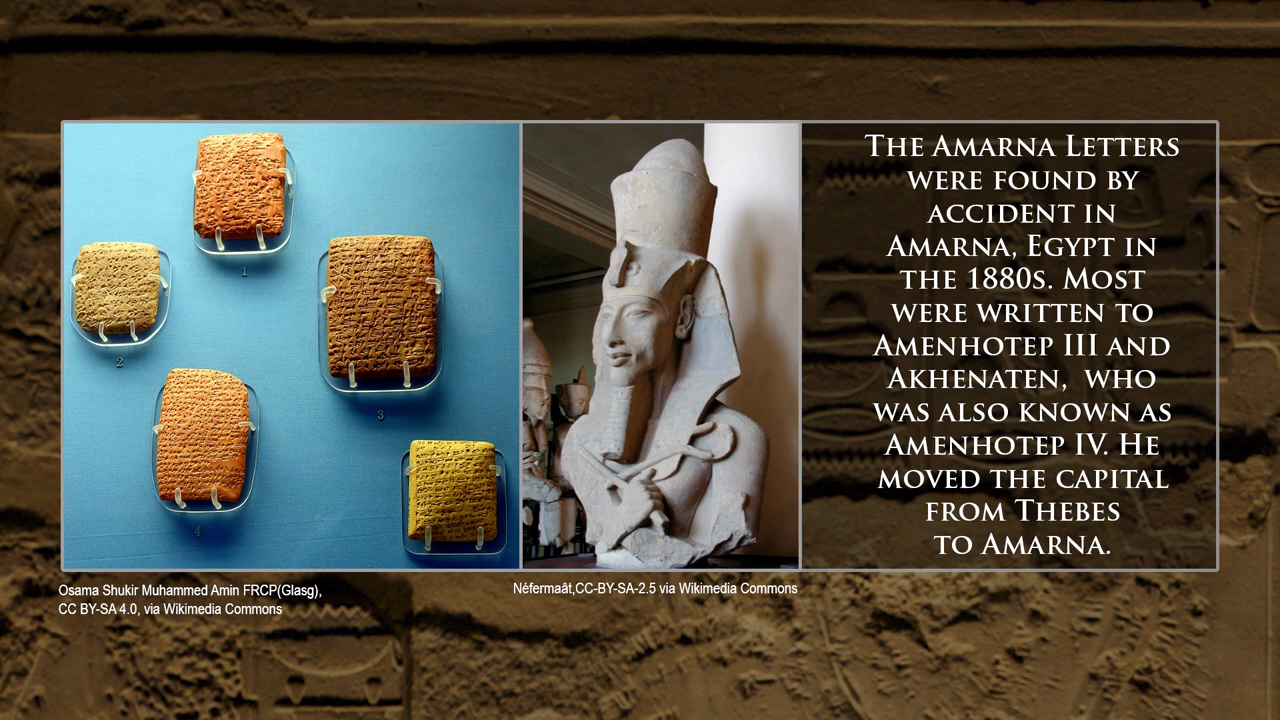 The Amarna Letters
were found by
accident in
Amarna, Egypt in
the 1880s. Most
were written to
Amenhotep III and
Akhenaten, who
was also known as
Amenhotep IV. He
moved the capital
from Thebes
to Amarna.
1
2
3
4
Osama Shukir Muhammed Amin FRCP(Glasg),
CC BY-SA 4.0, via Wikimedia Commons
Néfermaât,CC-BY-SA-2.5 via Wikimedia Commons